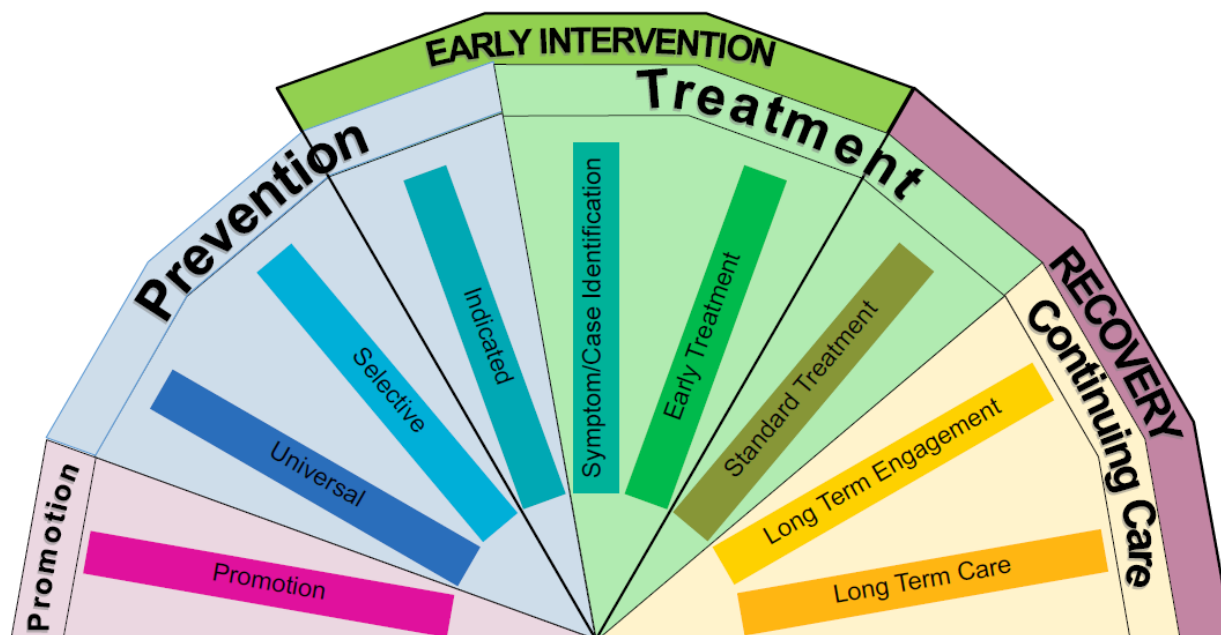 EARLY INTERVENTION
Prevention
Treatment
RECOVERY
Continuing Care
Promotion
Promotion
Universal
Selective
Indicated
Symptom/Case Identification
Early Treatment
Standard Treatment
Long Term Engagement
Long Term Care